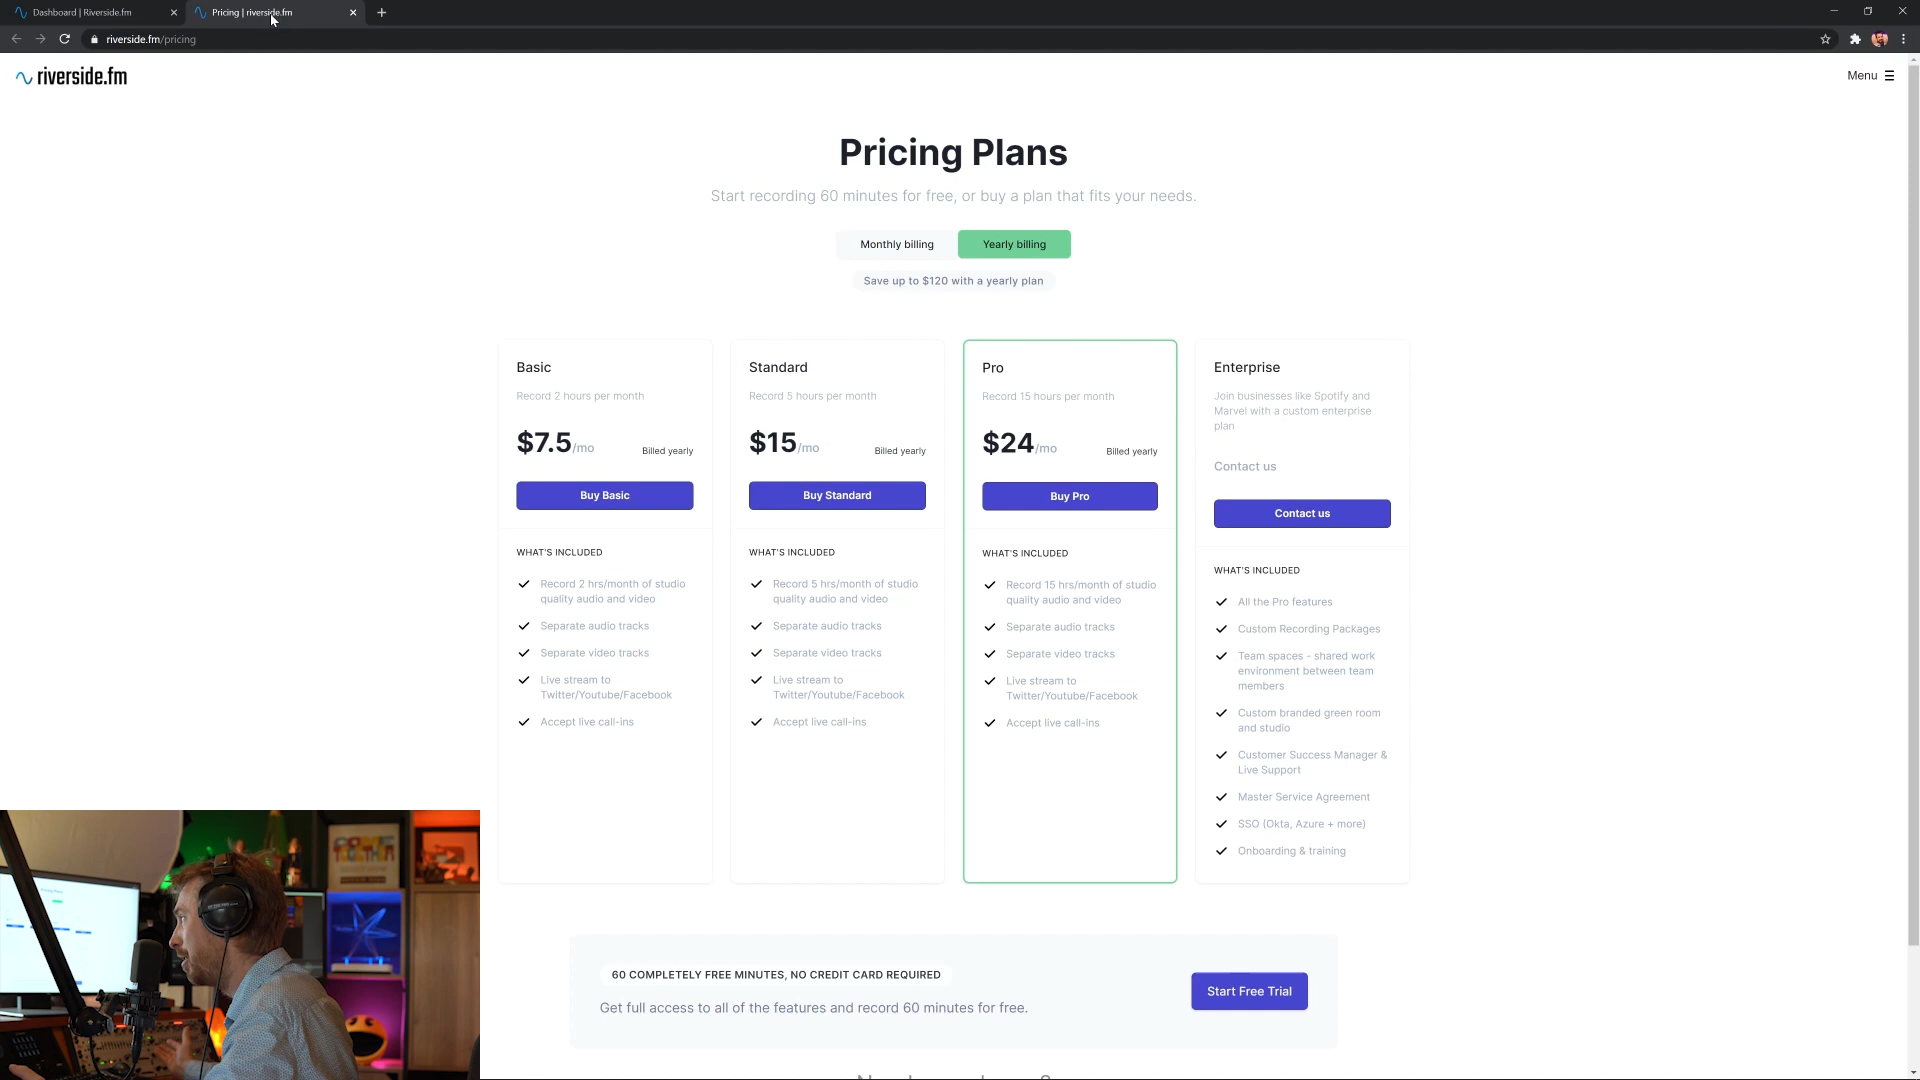 Dashboard | Riverside.fm
Pricing | riverside.fm
riverside.fm/pricing
riverside.fm
Menu
Pricing Plans
Start recording 60 minutes for free, or buy a plan that fits your needs.
Monthly billing
Yearly billing
Save up to $120 with a yearly plan
Basic
Record 2 hours per month
$7.5/mo
Billed yearly
Buy Basic
WHAT'S INCLUDED
Record 2 hrs/month of studio
quality audio and video
Separate audio tracks
Separate video tracks
Live stream to
Twitter/Youtube/Facebook
Accept live call-ins
Standard
Record 5 hours per month
$15/mo
Billed yearly
Buy Standard
WHAT'S INCLUDED
Record 5 hrs/month of studio
quality audio and video
Separate audio tracks
Separate video tracks
Live stream to
Twitter/Youtube/Facebook
Accept live call-ins
Pro
Record 15 hours per month
$24/mo
Billed yearly
Buy Pro
WHAT'S INCLUDED
Record 15 hrs/month of studio
quality audio and video
Separate audio tracks
Separate video tracks
Live stream to
Twitter/Youtube/Facebook
Accept live call-ins
Enterprise
Join businesses like Spotify and
Marvel with a custom enterprise
plan
Contact us
Contact us
WHAT'S INCLUDED
All the Pro features
Custom Recording Packages
Team spaces - shared work
environment between team
members
Custom branded green room
and studio
Customer Success Manager &
Live Support
Master Service Agreement
SSO (Okta, Azure + more)
Onboarding & training
60 COMPLETELY FREE MINUTES, NO CREDIT CARD REQUIRED
Get full access to all of the features and record 60 minutes for free.
Start Free Trial